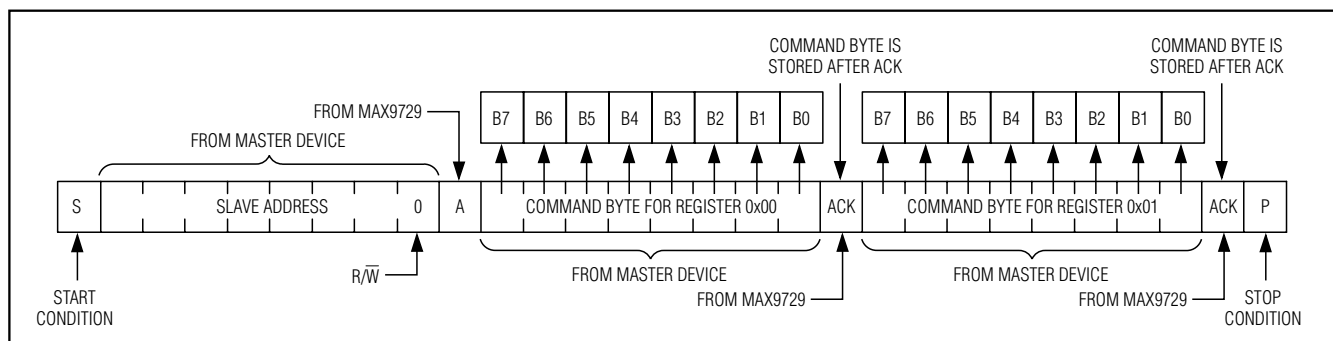 COMMAND BYTE IS
STORED AFTER ACK
COMMAND BYTE IS
STORED AFTER ACK
FROM MAX9729
B7 B6 B5 B4 B3 B2 B1 B0
B7 B6 B5 B4 B3 B2 B1 B0
FROM MASTER DEVICE
S SLAVE ADDRESS 0 A COMMAND BYTE FOR REGISTER 0x00 ACK COMMAND BYTE FOR REGISTER 0x01 ACK P
R/W̅
FROM MASTER DEVICE
FROM MASTER DEVICE
START
CONDITION
FROM MAX9729
FROM MAX9729
STOP
CONDITION